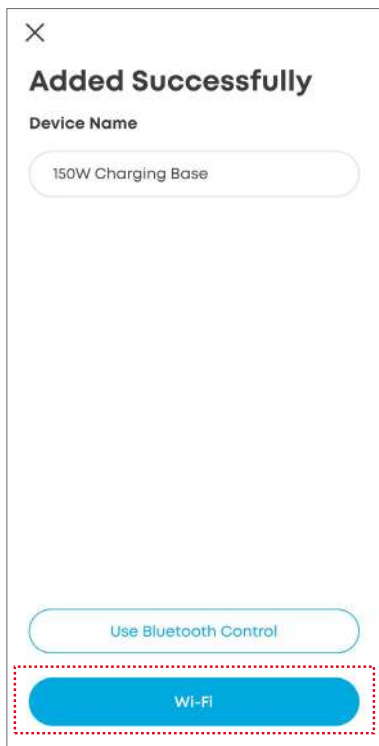 Added Successfully
Device Name
150W Charging Base
Use Bluetooth Control
Wi-Fi